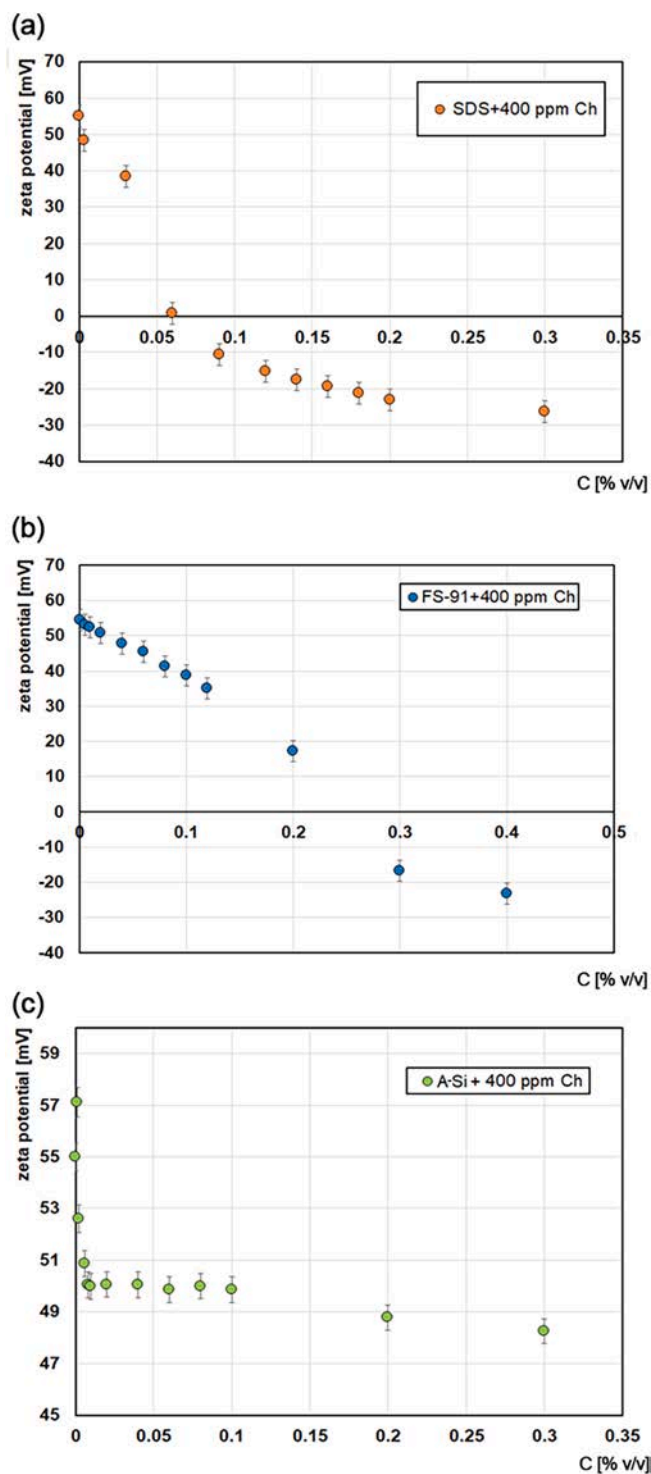 (a)
zeta potential [mV]
70
60
50
40
30
20
10
0
-10
-20
-30
-40
SDS+400 ppm Ch
0 0.05 0.1 0.15 0.2 0.25 0.3 0.35
C [% v/v]
(b)
zeta potential [mV]
70
60
50
40
30
20
10
0
-10
-20
-30
-40
FS-91+400 ppm Ch
0 0.1 0.2 0.3 0.4 0.5
C [% v/v]
(c)
zeta potential [mV]
59
57
55
53
51
49
47
45
A-Si + 400 ppm Ch
0 0.05 0.1 0.15 0.2 0.25 0.3 0.35
C [% v/v]